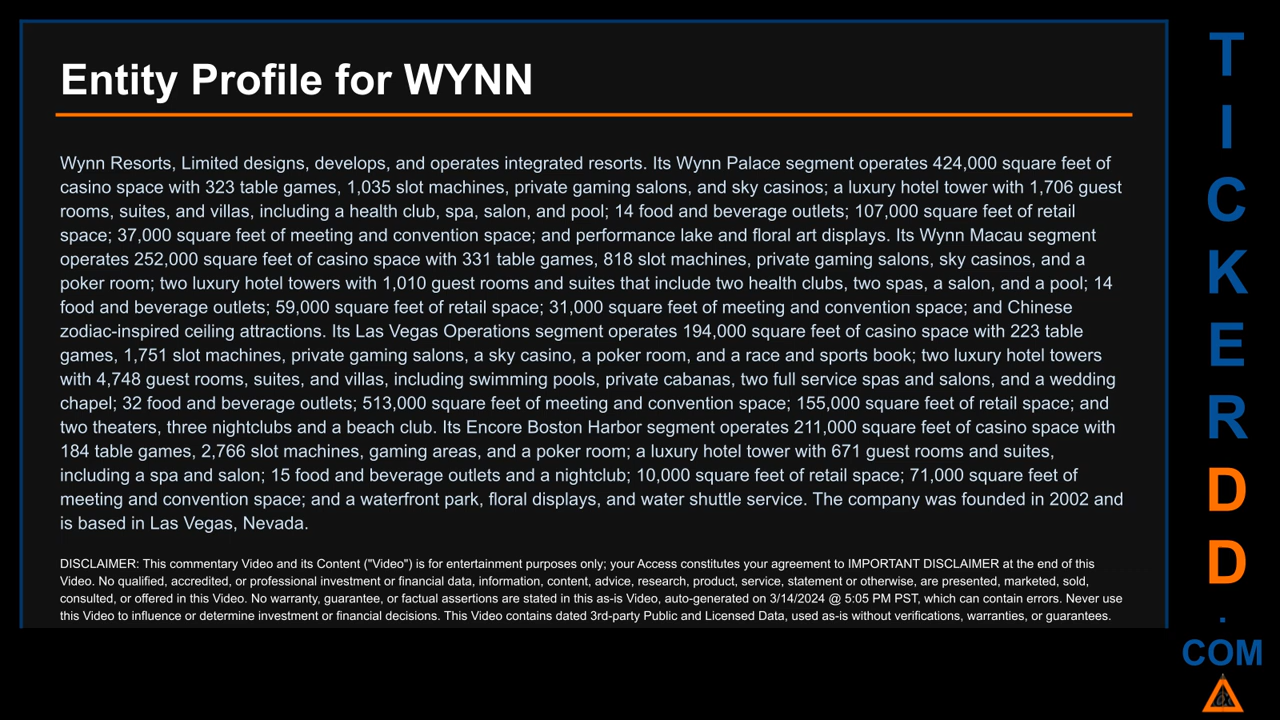 Entity Profile for WYNN
Wynn Resorts, Limited designs, develops, and operates integrated resorts. Its Wynn Palace segment operates 424,000 square feet of
casino space with 323 table games, 1,035 slot machines, private gaming salons, and sky casinos; a luxury hotel tower with 1,706 guest
rooms, suites, and villas, including a health club, spa, salon, and pool; 14 food and beverage outlets; 107,000 square feet of retail
space; 37,000 square feet of meeting and convention space; and performance lake and floral art displays. Its Wynn Macau segment
operates 252,000 square feet of casino space with 331 table games, 818 slot machines, private gaming salons, sky casinos, and a
poker room; two luxury hotel towers with 1,010 guest rooms and suites that include two health clubs, two spas, a salon, and a pool; 14
food and beverage outlets; 59,000 square feet of retail space; 31,000 square feet of meeting and convention space; and Chinese
zodiac-inspired ceiling attractions. Its Las Vegas Operations segment operates 194,000 square feet of casino space with 223 table
games, 1,751 slot machines, private gaming salons, a sky casino, a poker room, and a race and sports book; two luxury hotel towers
with 4,748 guest rooms, suites, and villas, including swimming pools, private cabanas, two full service spas and salons, and a wedding
chapel; 32 food and beverage outlets; 513,000 square feet of meeting and convention space; 155,000 square feet of retail space; and
two theaters, three nightclubs and a beach club. Its Encore Boston Harbor segment operates 211,000 square feet of casino space with
184 table games, 2,766 slot machines, gaming areas, and a poker room; a luxury hotel tower with 671 guest rooms and suites,
including a spa and salon; 15 food and beverage outlets and a nightclub; 10,000 square feet of retail space; 71,000 square feet of
meeting and convention space; and a waterfront park, floral displays, and water shuttle service. The company was founded in 2002 and
is based in Las Vegas, Nevada.
DISCLAIMER: This commentary Video and its Content ("Video") is for entertainment purposes only; your Access constitutes your agreement to IMPORTANT DISCLAIMER at the end of this
Video. No qualified, accredited, or professional investment or financial data, information, content, advice, research, product, service, statement or otherwise, are presented, marketed, sold,
consulted, or offered in this Video. No warranty, guarantee, or factual assertions are stated in this as-is Video, auto-generated on 3/14/2024 @ 5:05 PM PST, which can contain errors. Never use
this Video to influence or determine investment or financial decisions. This Video contains dated 3rd-party Public and Licensed Data, used as-is without verifications, warranties, or guarantees.
T
I
C
K
E
R
D
D
.
COM